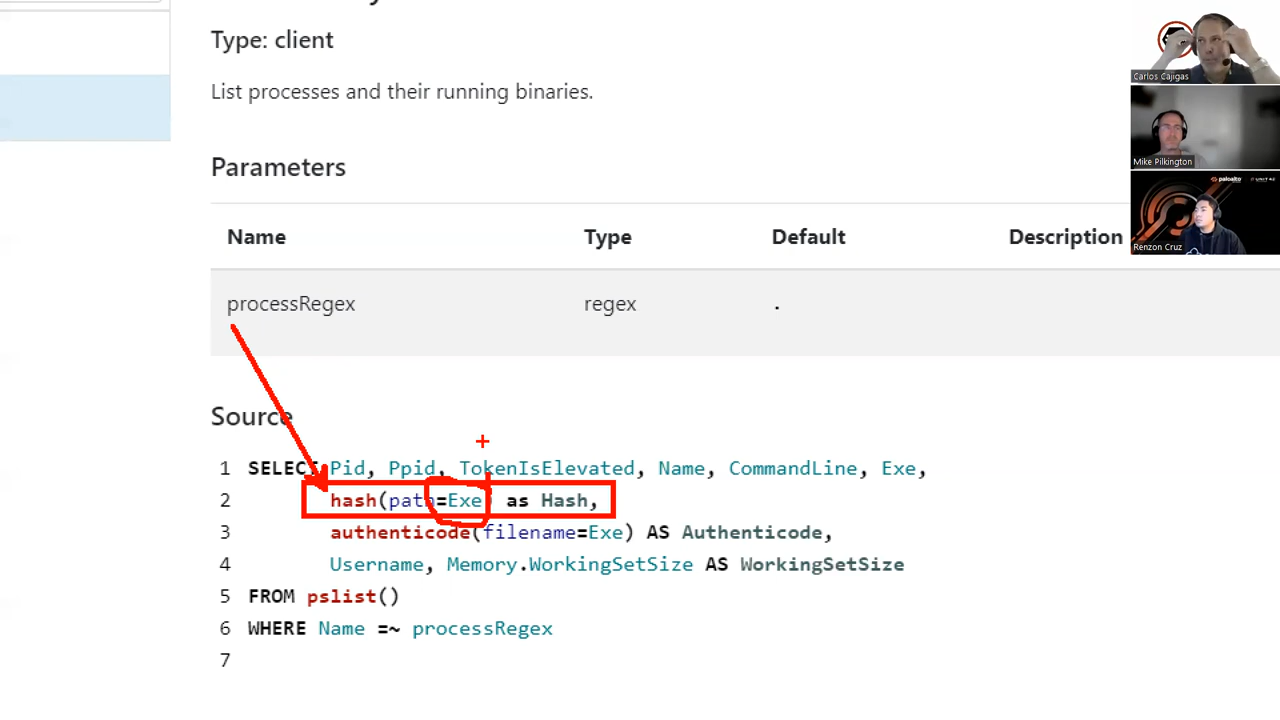 Type: client
List processes and their running binaries.
Parameters
Name Type Default Description
processRegex regex .
Source
1 SELECT Pid, Ppid, TokenIsElevated, Name, CommandLine, Exe,
2 hash(path=Exe) as Hash,
3 authenticode(filename=Exe) AS Authenticode,
4 Username, Memory.WorkingSetSize AS WorkingSetSize
5 FROM pslist()
6 WHERE Name =~ processRegex
7
Carlos Cajigas
Mike Pilkington
paloalto UNIT 42
Renzon Cruz